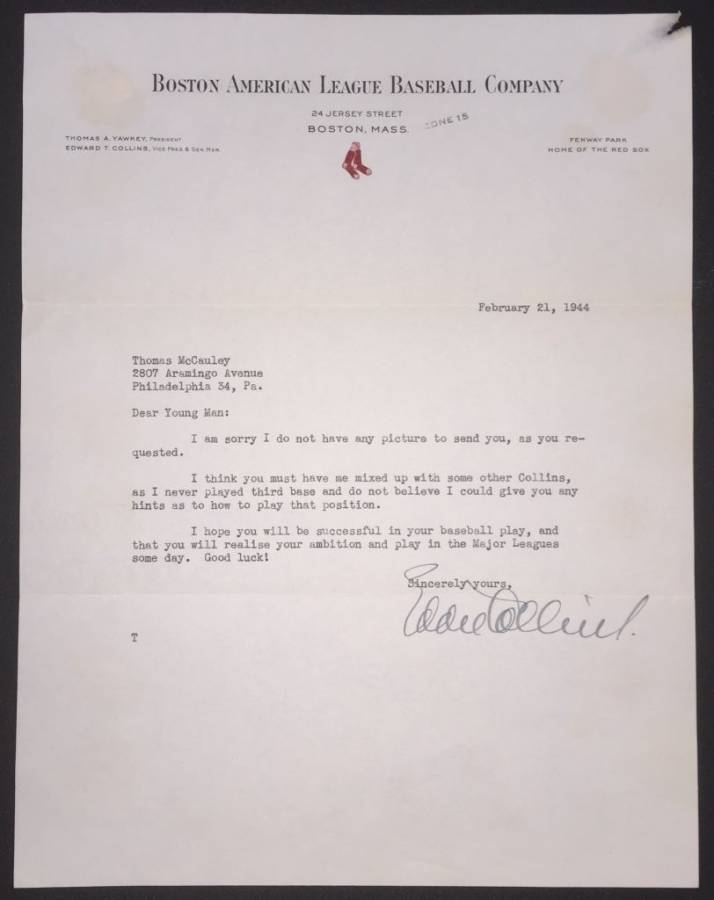 BOSTON AMERICAN LEAGUE BASEBALL COMPANY
24 JERSEY STREET
BOSTON, MASS. ZONE 15
THOMAS A. YAWKEY, PRESIDENT
EDWARD T. COLLINS, VICE PRES & GEN. MGR.
FENWAY PARK
HOME OF THE RED SOX
February 21, 1944
Thomas McCauley
2807 Aramingo Avenue
Philadelphia 34, Pa.
Dear Young Man:
I am sorry I do not have any picture to send you, as you re-
quested.
I think you must have me mixed up with some other Collins,
as I never played third base and do not believe I could give you any
hints as to how to play that position.
I hope you will be successful in your baseball play, and
that you will realise your ambition and play in the Major Leagues
some day. Good luck!
Sincerely yours,
Eddie Collins.
T